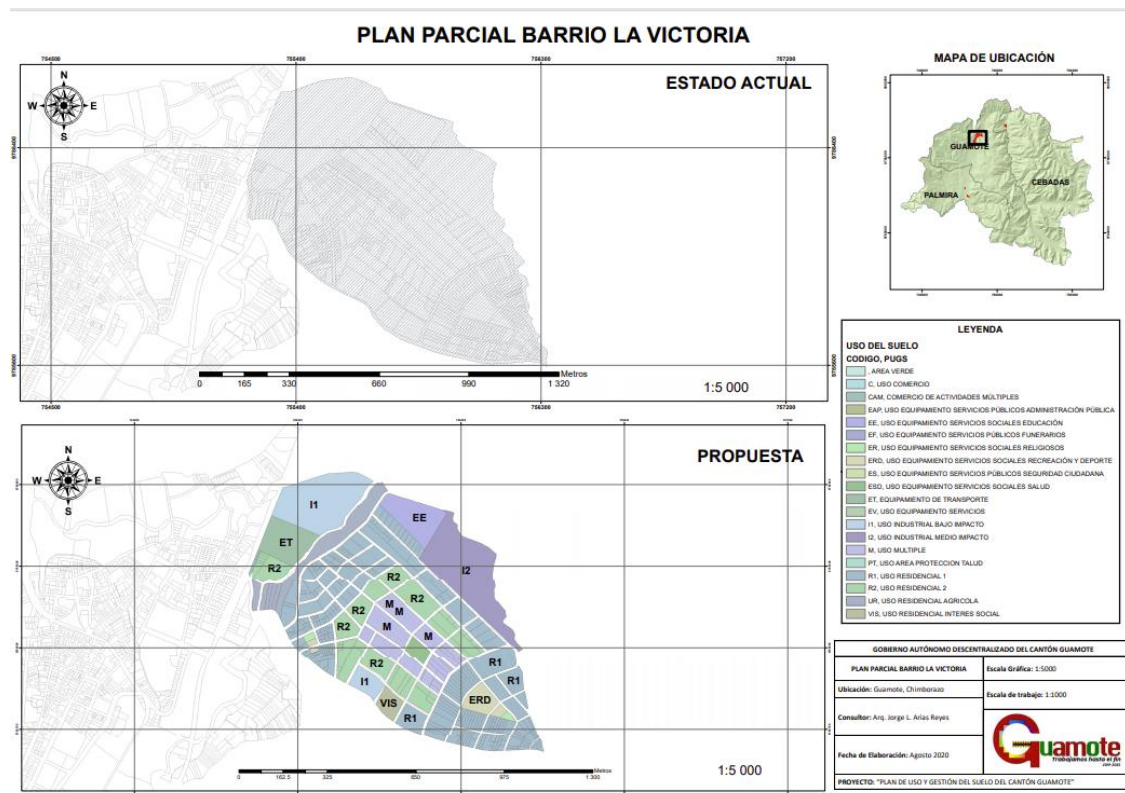 PLAN PARCIAL BARRIO LA VICTORIA
ESTADO ACTUAL
N
W E
S
764600 765400 766300 767200
0 165 330 660 990 1 320
Metros
1:5 000
MAPA DE UBICACIÓN
GUAMOTE
CEBADAS
PALMIRA
PROPUESTA
N
W E
S
I1
EE
ET
I2
R2
R2
R2
M
R2
M
R2
M
M
R2
R1
I1
R1
VIS
ERD
R1
0 162.5 325 650 975 1 300
Metros
1:5 000
LEYENDA
USO DEL SUELO
CODIGO, PUGS
, AREA VERDE
C, USO COMERCIO
CAM, COMERCIO DE ACTIVIDADES MÚLTIPLES
EAP, USO EQUIPAMIENTO SERVICIOS PÚBLICOS ADMINISTRACIÓN PÚBLICA
EE, USO EQUIPAMIENTO SERVICIOS SOCIALES EDUCACIÓN
EF, USO EQUIPAMIENTO SERVICIOS PÚBLICOS FUNERARIOS
ER, USO EQUIPAMIENTO SERVICIOS SOCIALES RELIGIOSOS
ERD, USO EQUIPAMIENTO SERVICIOS SOCIALES RECREACIÓN Y DEPORTE
ES, USO EQUIPAMIENTO SERVICIOS PÚBLICOS SEGURIDAD CIUDADANA
ESD, USO EQUIPAMIENTO SERVICIOS SOCIALES SALUD
ET, EQUIPAMIENTO DE TRANSPORTE
EV, USO EQUIPAMIENTO SERVICIOS
I1, USO INDUSTRIAL BAJO IMPACTO
I2, USO INDUSTRIAL MEDIO IMPACTO
M, USO MULTIPLE
PT, USO AREA PROTECCION TALUD
R1, USO RESIDENCIAL 1
R2, USO RESIDENCIAL 2
UR, USO RESIDENCIAL AGRICOLA
VIS, USO RESIDENCIAL INTERES SOCIAL
GOBIERNO AUTÓNOMO DESCENTRALIZADO DEL CANTÓN GUAMOTE
PLAN PARCIAL BARRIO LA VICTORIA
Escala Gráfica: 1:5000
Ubicación: Guamote, Chimborazo
Escala de trabajo: 1:1000
Consultor: Arq. Jorge L. Arias Reyes
Guamote
Trabajamos hasta el fin
Fecha de Elaboración: Agosto 2020
PROYECTO: "PLAN DE USO Y GESTIÓN DEL SUELO DEL CANTÓN GUAMOTE"